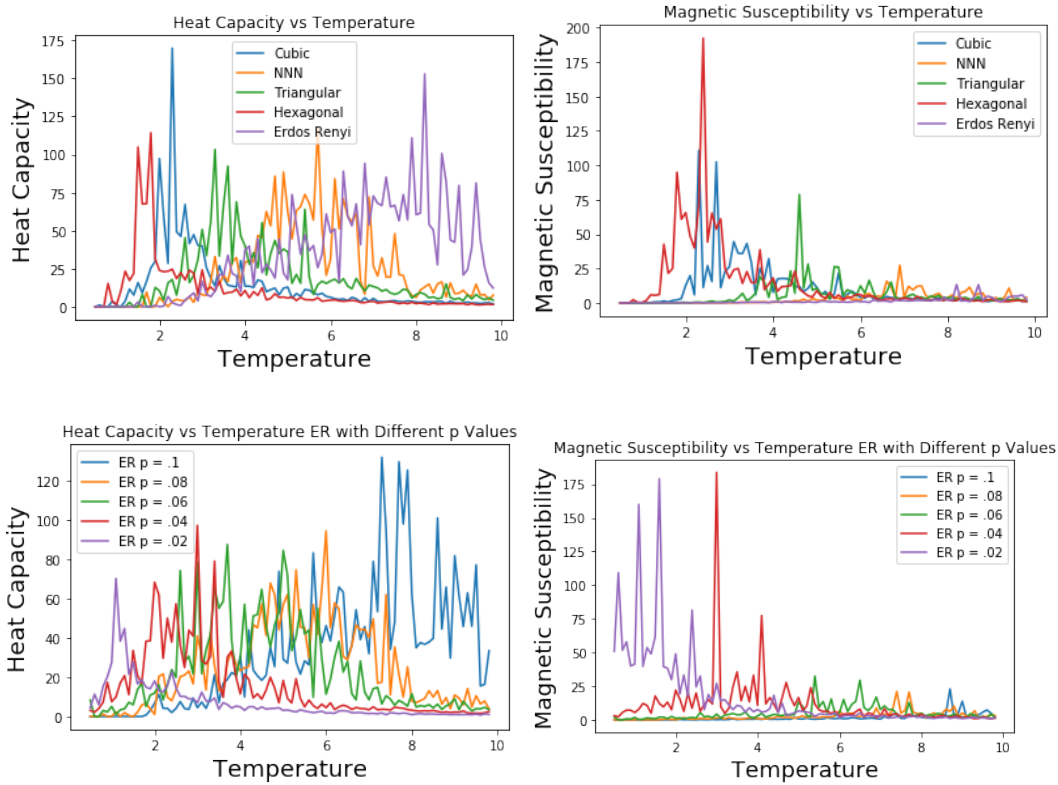 Heat Capacity vs Temperature
Heat Capacity
175
150
125
100
75
50
25
0
Cubic
NNN
Triangular
Hexagonal
Erdos Renyi
2
4
6
8
10
Temperature
Magnetic Susceptibility vs Temperature
Magnetic Susceptibility
200
175
150
125
100
75
50
25
0
Cubic
NNN
Triangular
Hexagonal
Erdos Renyi
2
4
6
8
10
Temperature
Heat Capacity vs Temperature ER with Different p Values
Heat Capacity
120
100
80
60
40
20
0
ER p = .1
ER p = .08
ER p = .06
ER p = .04
ER p = .02
2
4
6
8
10
Temperature
Magnetic Susceptibility vs Temperature ER with Different p Values
Magnetic Susceptibility
175
150
125
100
75
50
25
0
ER p = .1
ER p = .08
ER p = .06
ER p = .04
ER p = .02
2
4
6
8
10
Temperature